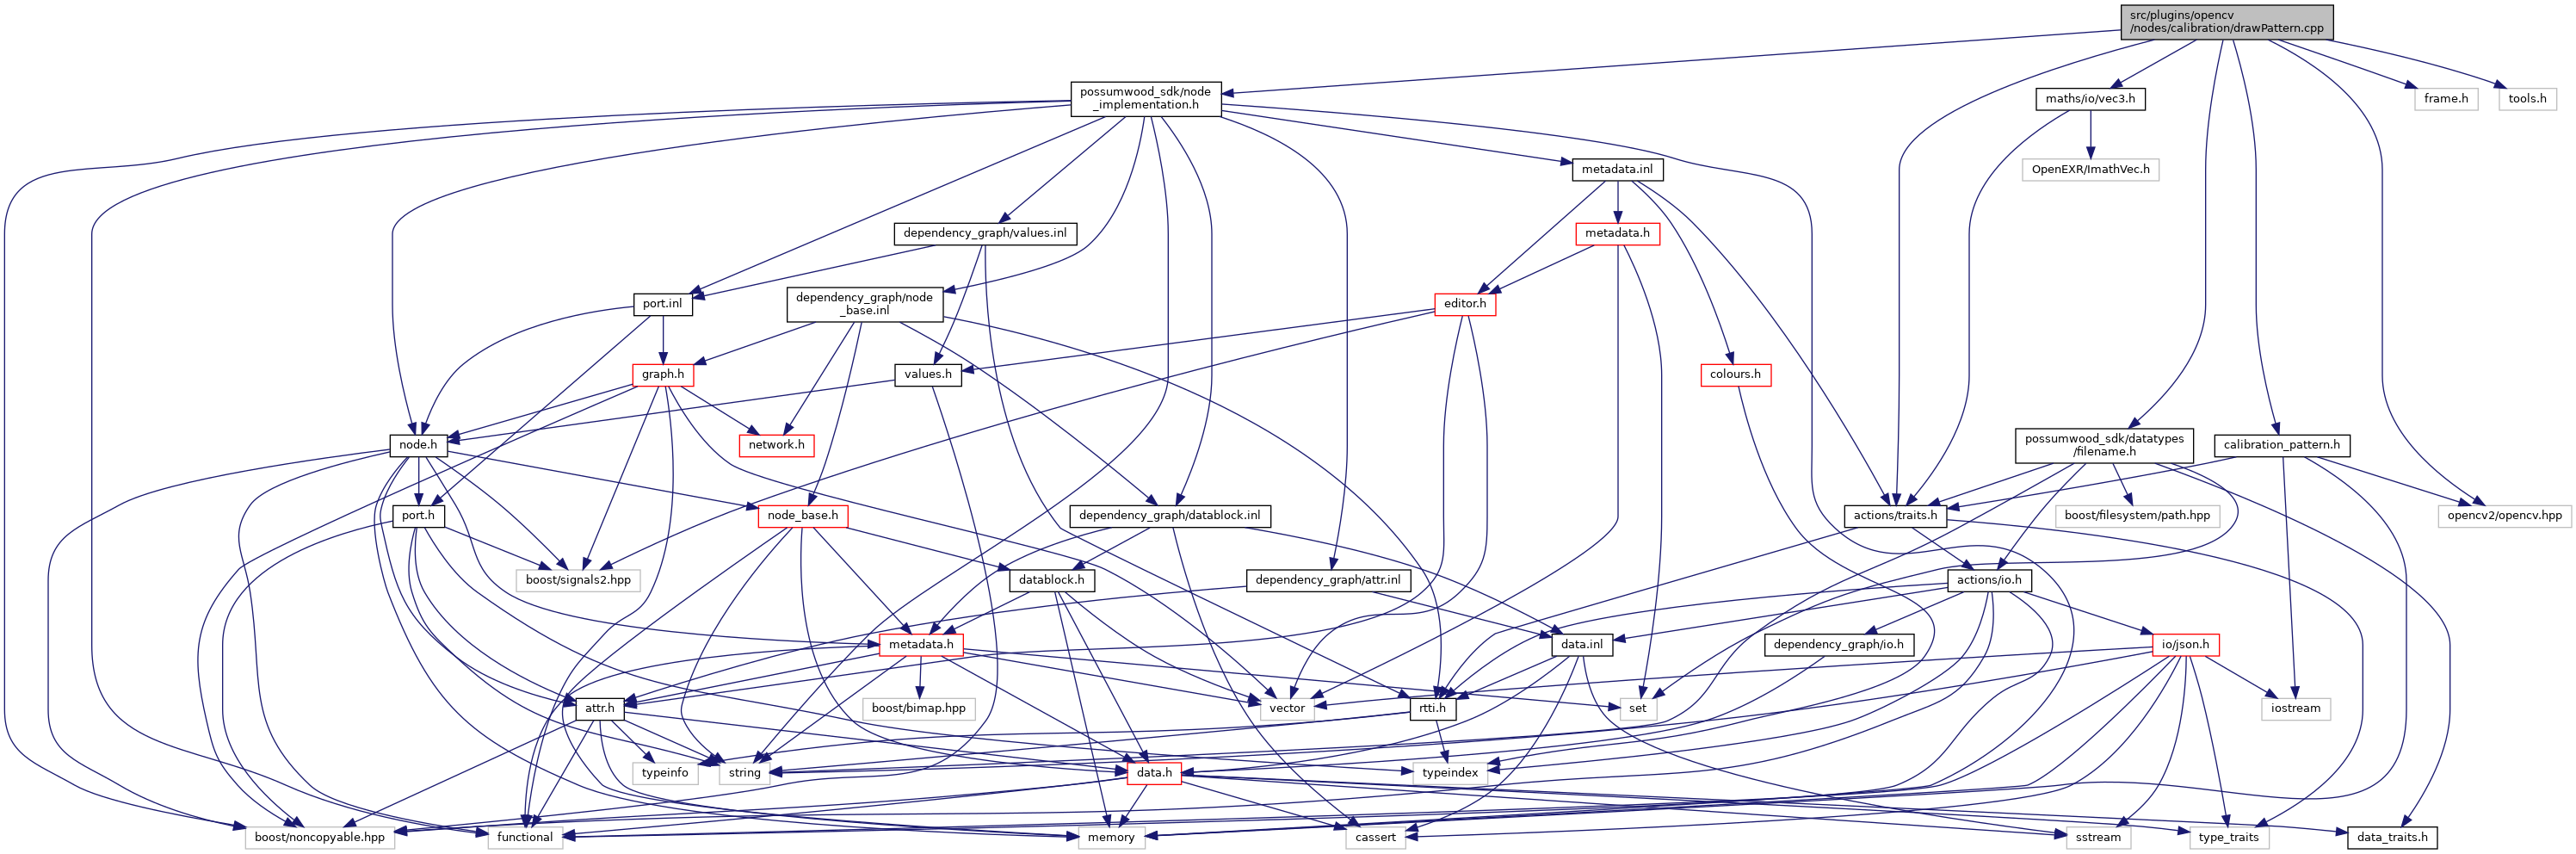 src/plugins/opencv
/nodes/calibration/drawPattern.cpp
possumwood_sdk/node
_implementation.h
maths/io/vec3.h
frame.h
tools.h
metadata.inl
OpenEXR/ImathVec.h
dependency_graph/values.inl
metadata.h
port.inl
dependency_graph/node
_base.inl
editor.h
graph.h
values.h
colours.h
node.h
network.h
possumwood_sdk/datatypes
/filename.h
calibration_pattern.h
port.h
node_base.h
dependency_graph/datablock.inl
actions/traits.h
boost/filesystem/path.hpp
opencv2/opencv.hpp
boost/signals2.hpp
datablock.h
dependency_graph/attr.inl
actions/io.h
metadata.h
data.inl
dependency_graph/io.h
io/json.h
attr.h
boost/bimap.hpp
vector
rtti.h
set
iostream
typeinfo
string
data.h
typeindex
boost/noncopyable.hpp
functional
memory
cassert
sstream
type_traits
data_traits.h